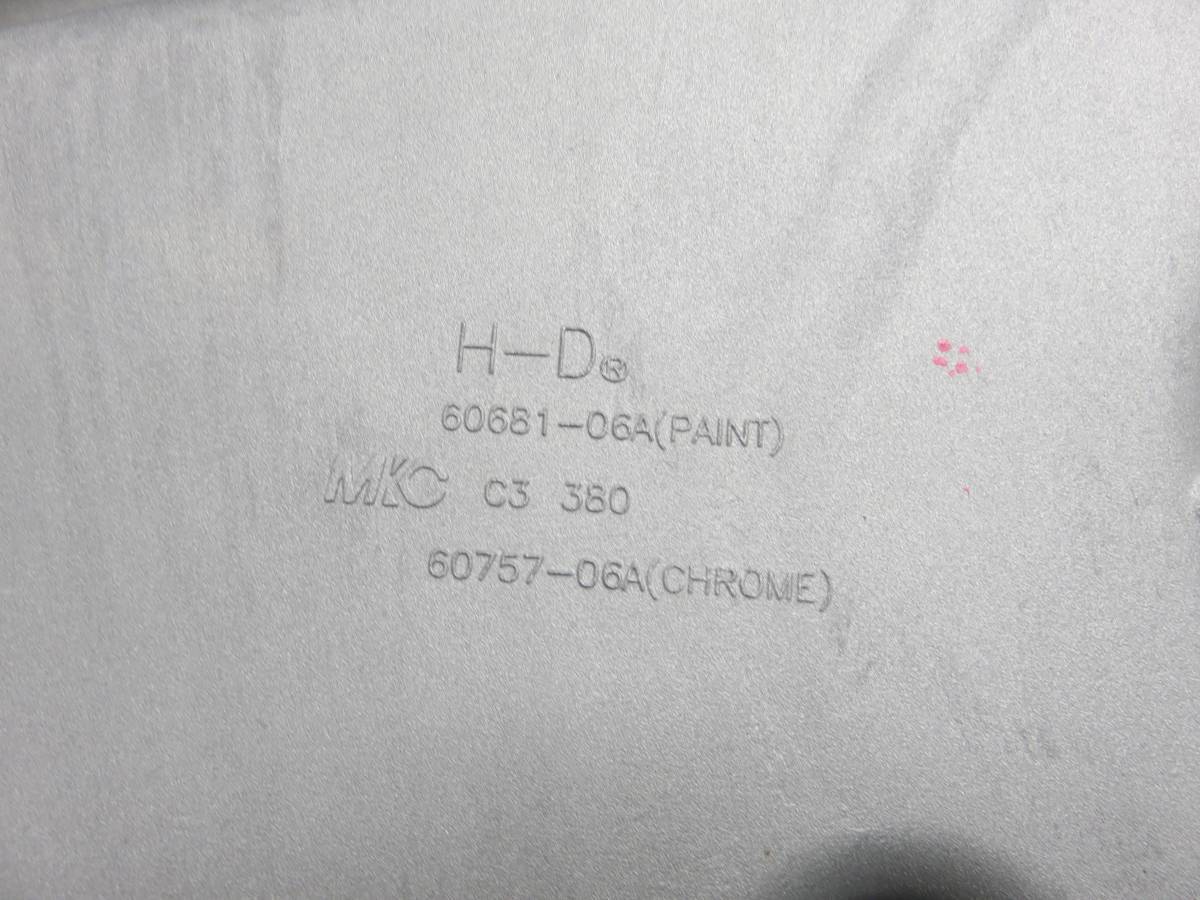 H-D®
60681-06A(PAINT)
MKC C3 380
60757-06A(CHROME)